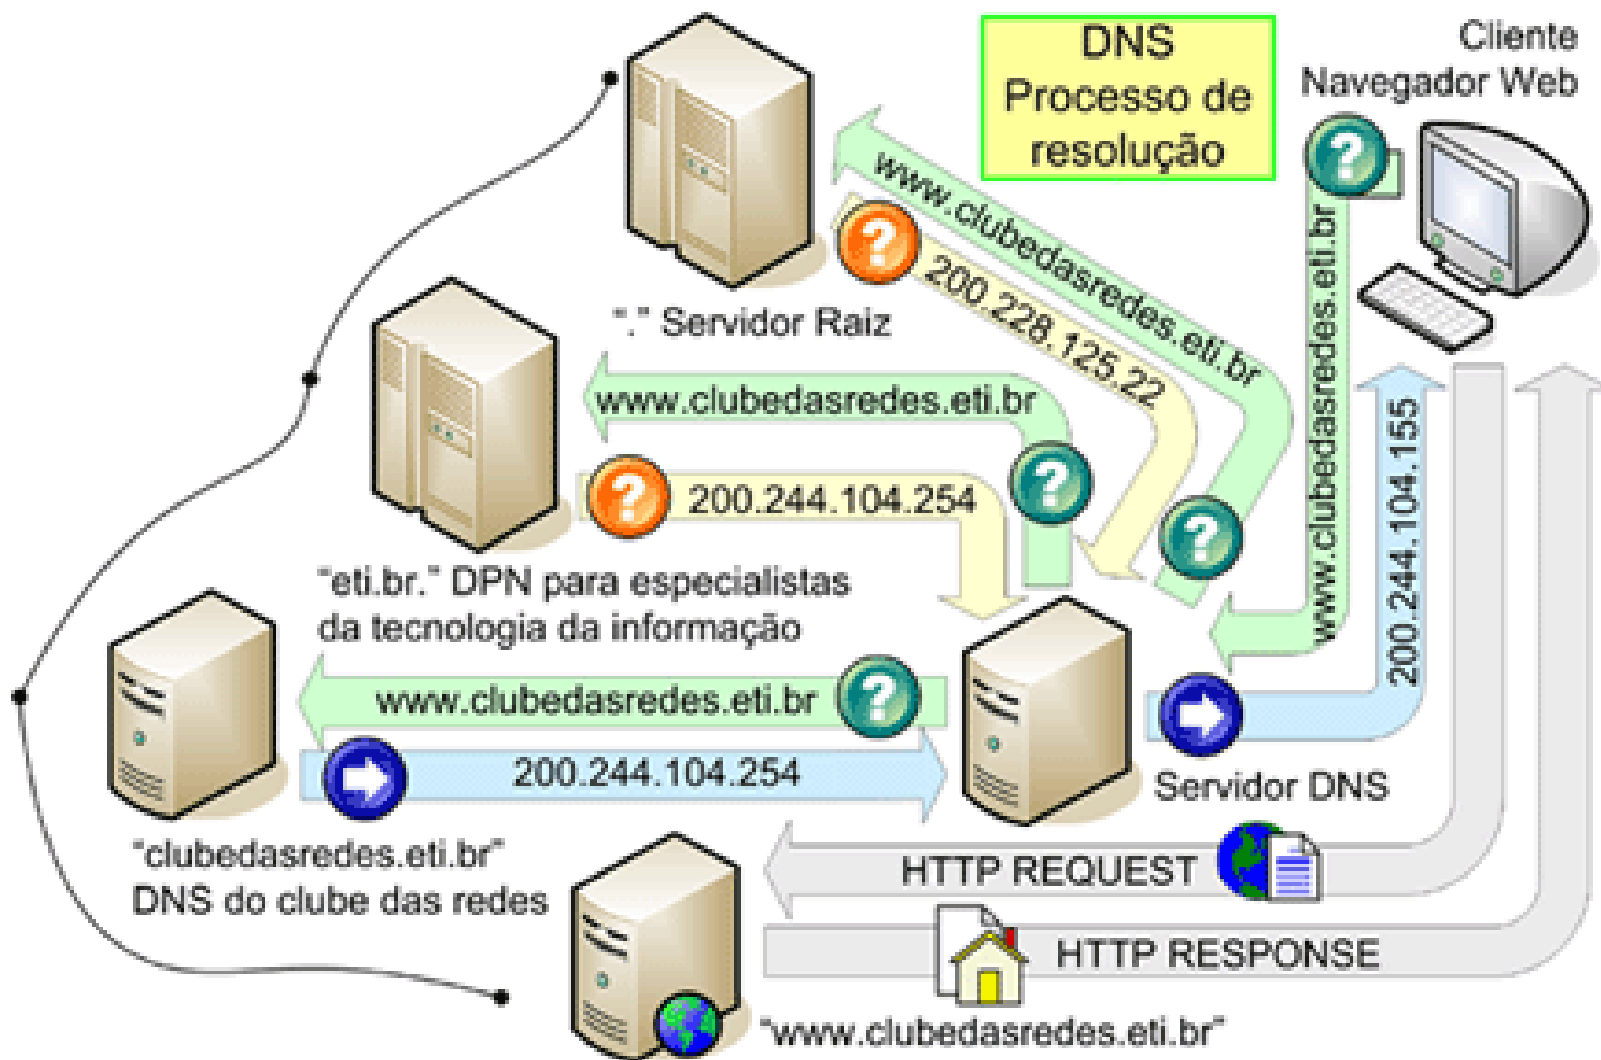 DNS
Processo de
resolução
Cliente
Navegador Web
www.clubedasredes.eti.br
200.228.125.22
"." Servidor Raiz
www.clubedasredes.eti.br
200.244.104.254
"eti.br." DPN para especialistas
da tecnologia da informação
www.clubedasredes.eti.br
200.244.104.155
www.clubedasredes.eti.br
200.244.104.254
Servidor DNS
"clubedasredes.eti.br"
DNS do clube das redes
HTTP REQUEST
HTTP RESPONSE
"www.clubedasredes.eti.br"